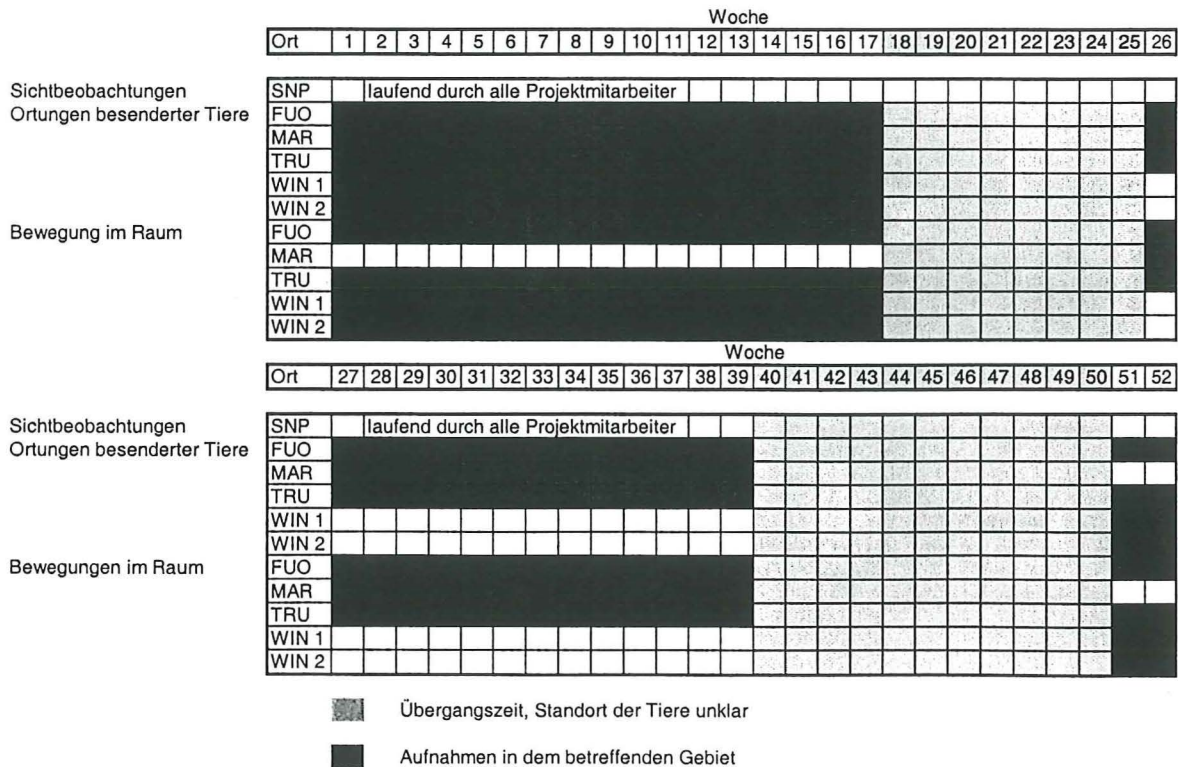 Woche
Ort 1 2 3 4 5 6 7 8 9 10 11 12 13 14 15 16 17 18 19 20 21 22 23 24 25 26
Sichtbeobachtungen SNP laufend durch alle Projektmitarbeiter
Ortungen besenderter Tiere FUO
MAR
TRU
WIN 1
WIN 2
Bewegung im Raum FUO
MAR
TRU
WIN 1
WIN 2
Woche
Ort 27 28 29 30 31 32 33 34 35 36 37 38 39 40 41 42 43 44 45 46 47 48 49 50 51 52
Sichtbeobachtungen SNP laufend durch alle Projektmitarbeiter
Ortungen besenderter Tiere FUO
MAR
TRU
WIN 1
WIN 2
Bewegungen im Raum FUO
MAR
TRU
WIN 1
WIN 2
Übergangszeit, Standort der Tiere unklar
Aufnahmen in dem betreffenden Gebiet